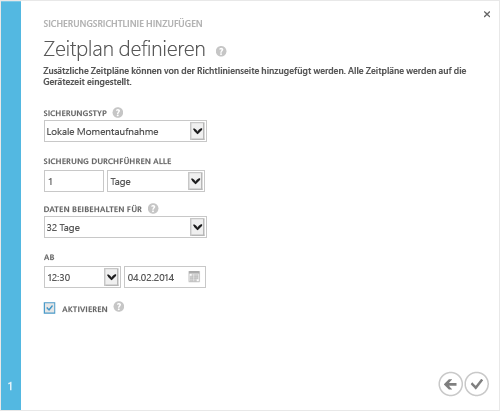 SICHERUNGSRICHTLINIE HINZUFÜGEN
Zeitplan definieren ?
Zusätzliche Zeitpläne können von der Richtlinienseite hinzugefügt werden. Alle Zeitpläne werden auf die
Gerätezeit eingestellt.
SICHERUNGSTYP ?
Lokale Momentaufnahme
SICHERUNG DURCHFÜHREN ALLE
1 Tage
DATEN BEIBEHALTEN FÜR ?
32 Tage
AB
12:30 04.02.2014
AKTIVIEREN ?
1